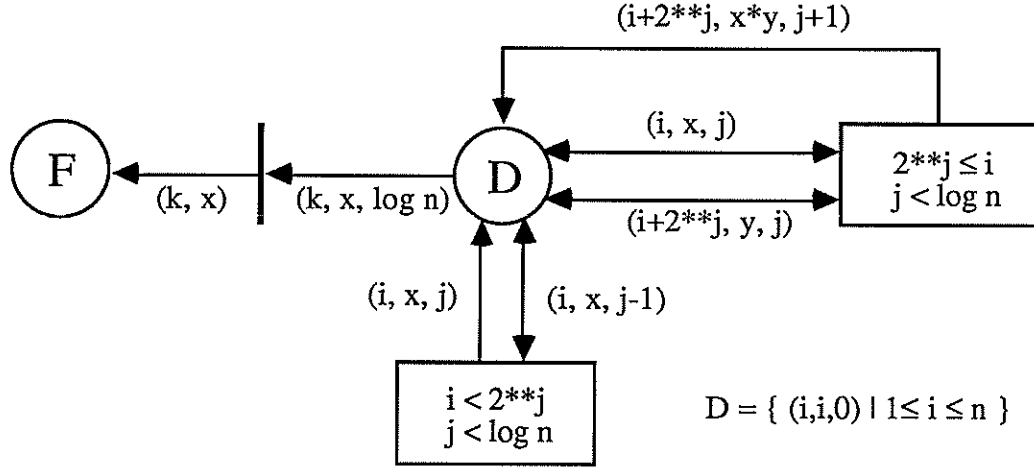 (i+2**j, x*y, j+1)
F
(k, x)
(k, x, log n)
D
(i, x, j)
(i+2**j, y, j)
2**j ≤ i
j < log n
(i, x, j)
(i, x, j-1)
i < 2**j
j < log n
D = { (i,i,0) | 1≤ i ≤ n }